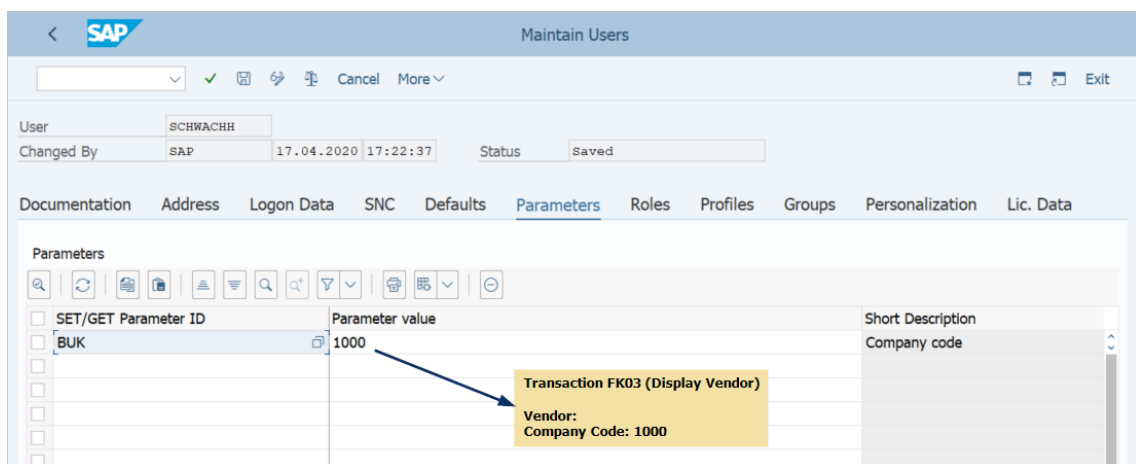 SAP Maintain Users
Cancel More Exit
User SCHWACHH
Changed By SAP 17.04.2020 17:22:37 Status Saved
Documentation Address Logon Data SNC Defaults Parameters Roles Profiles Groups Personalization Lic. Data
Parameters
SET/GET Parameter ID Parameter value Short Description
BUK 1000 Company code
Transaction FK03 (Display Vendor)
Vendor:
Company Code: 1000